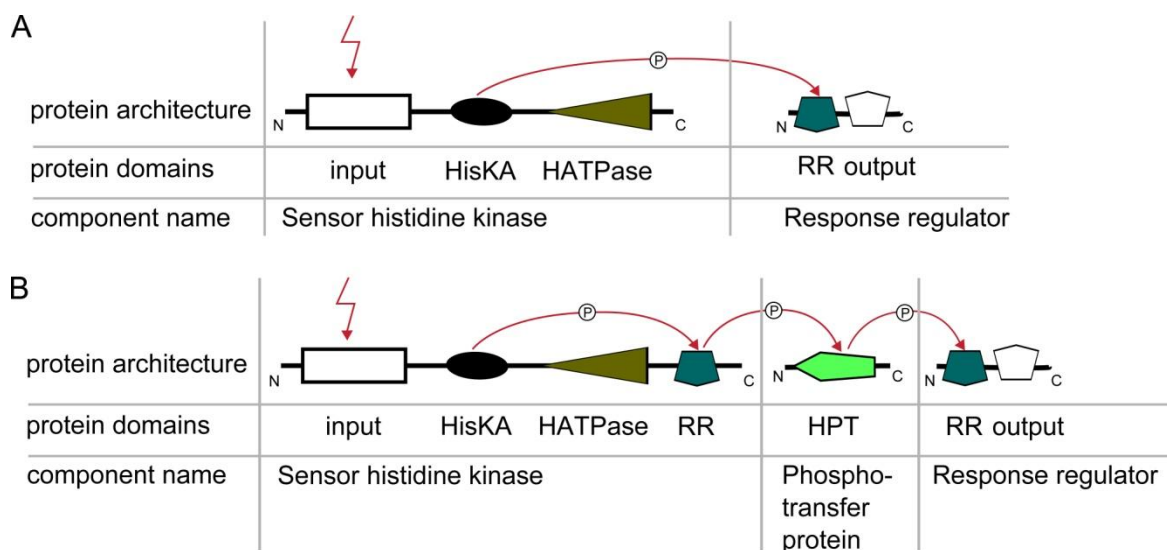 A
P
protein architecture
N C N C
protein domains input HisKA HATPase RR output
component name Sensor histidine kinase Response regulator
B
P P P
protein architecture
N C N C N C
protein domains input HisKA HATPase RR HPT RR output
component name Sensor histidine kinase Phospho- Response regulator
transfer
protein